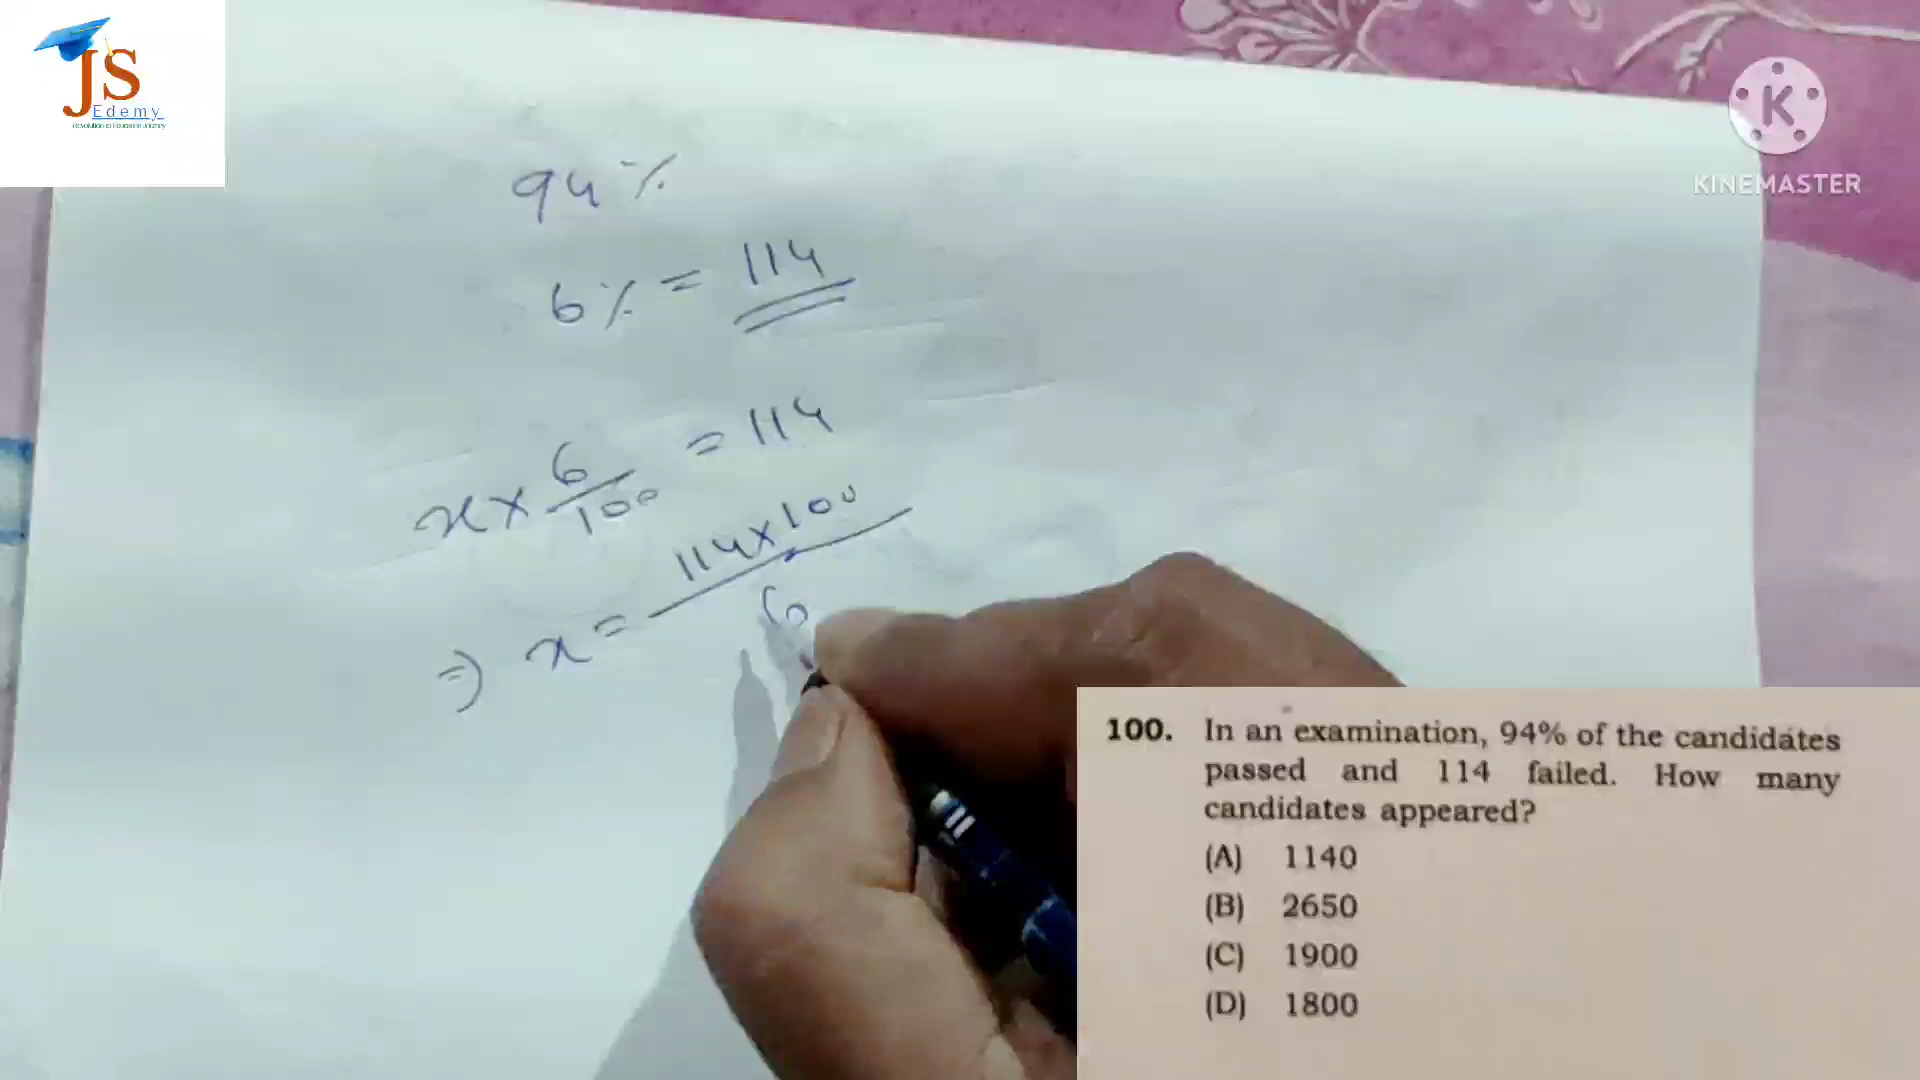 JS
Edemy
KINEMASTER
94%
6% = 114
x × 6/100 = 114
⇒ x = 114×100/6
100. In an examination, 94% of the candidates
passed and 114 failed. How many
candidates appeared?
(A) 1140
(B) 2650
(C) 1900
(D) 1800